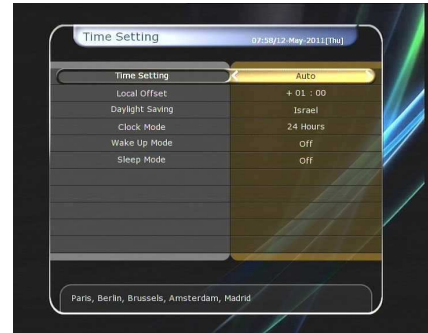 Time Setting
07:58/12-May-2011[Thu]
Time Setting Auto
Local Offset + 01 : 00
Daylight Saving Israel
Clock Mode 24 Hours
Wake Up Mode Off
Sleep Mode Off
Paris, Berlin, Brussels, Amsterdam, Madrid